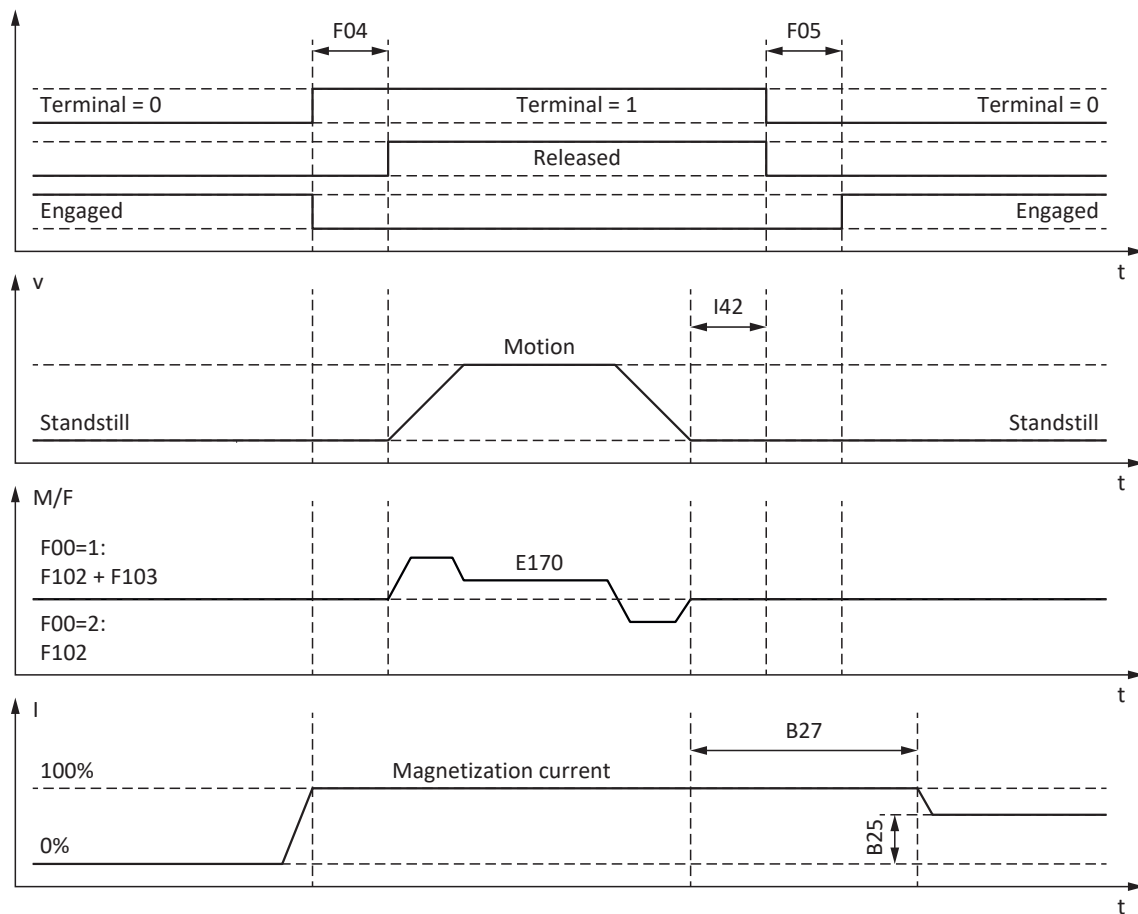 F04
F05
Terminal = 0
Terminal = 1
Terminal = 0
Released
Engaged
Engaged
t
v
I42
Motion
Standstill
Standstill
t
M/F
F00=1:
F102 + F103
E170
F00=2:
F102
t
I
B27
100%
Magnetization current
B25
0%
t